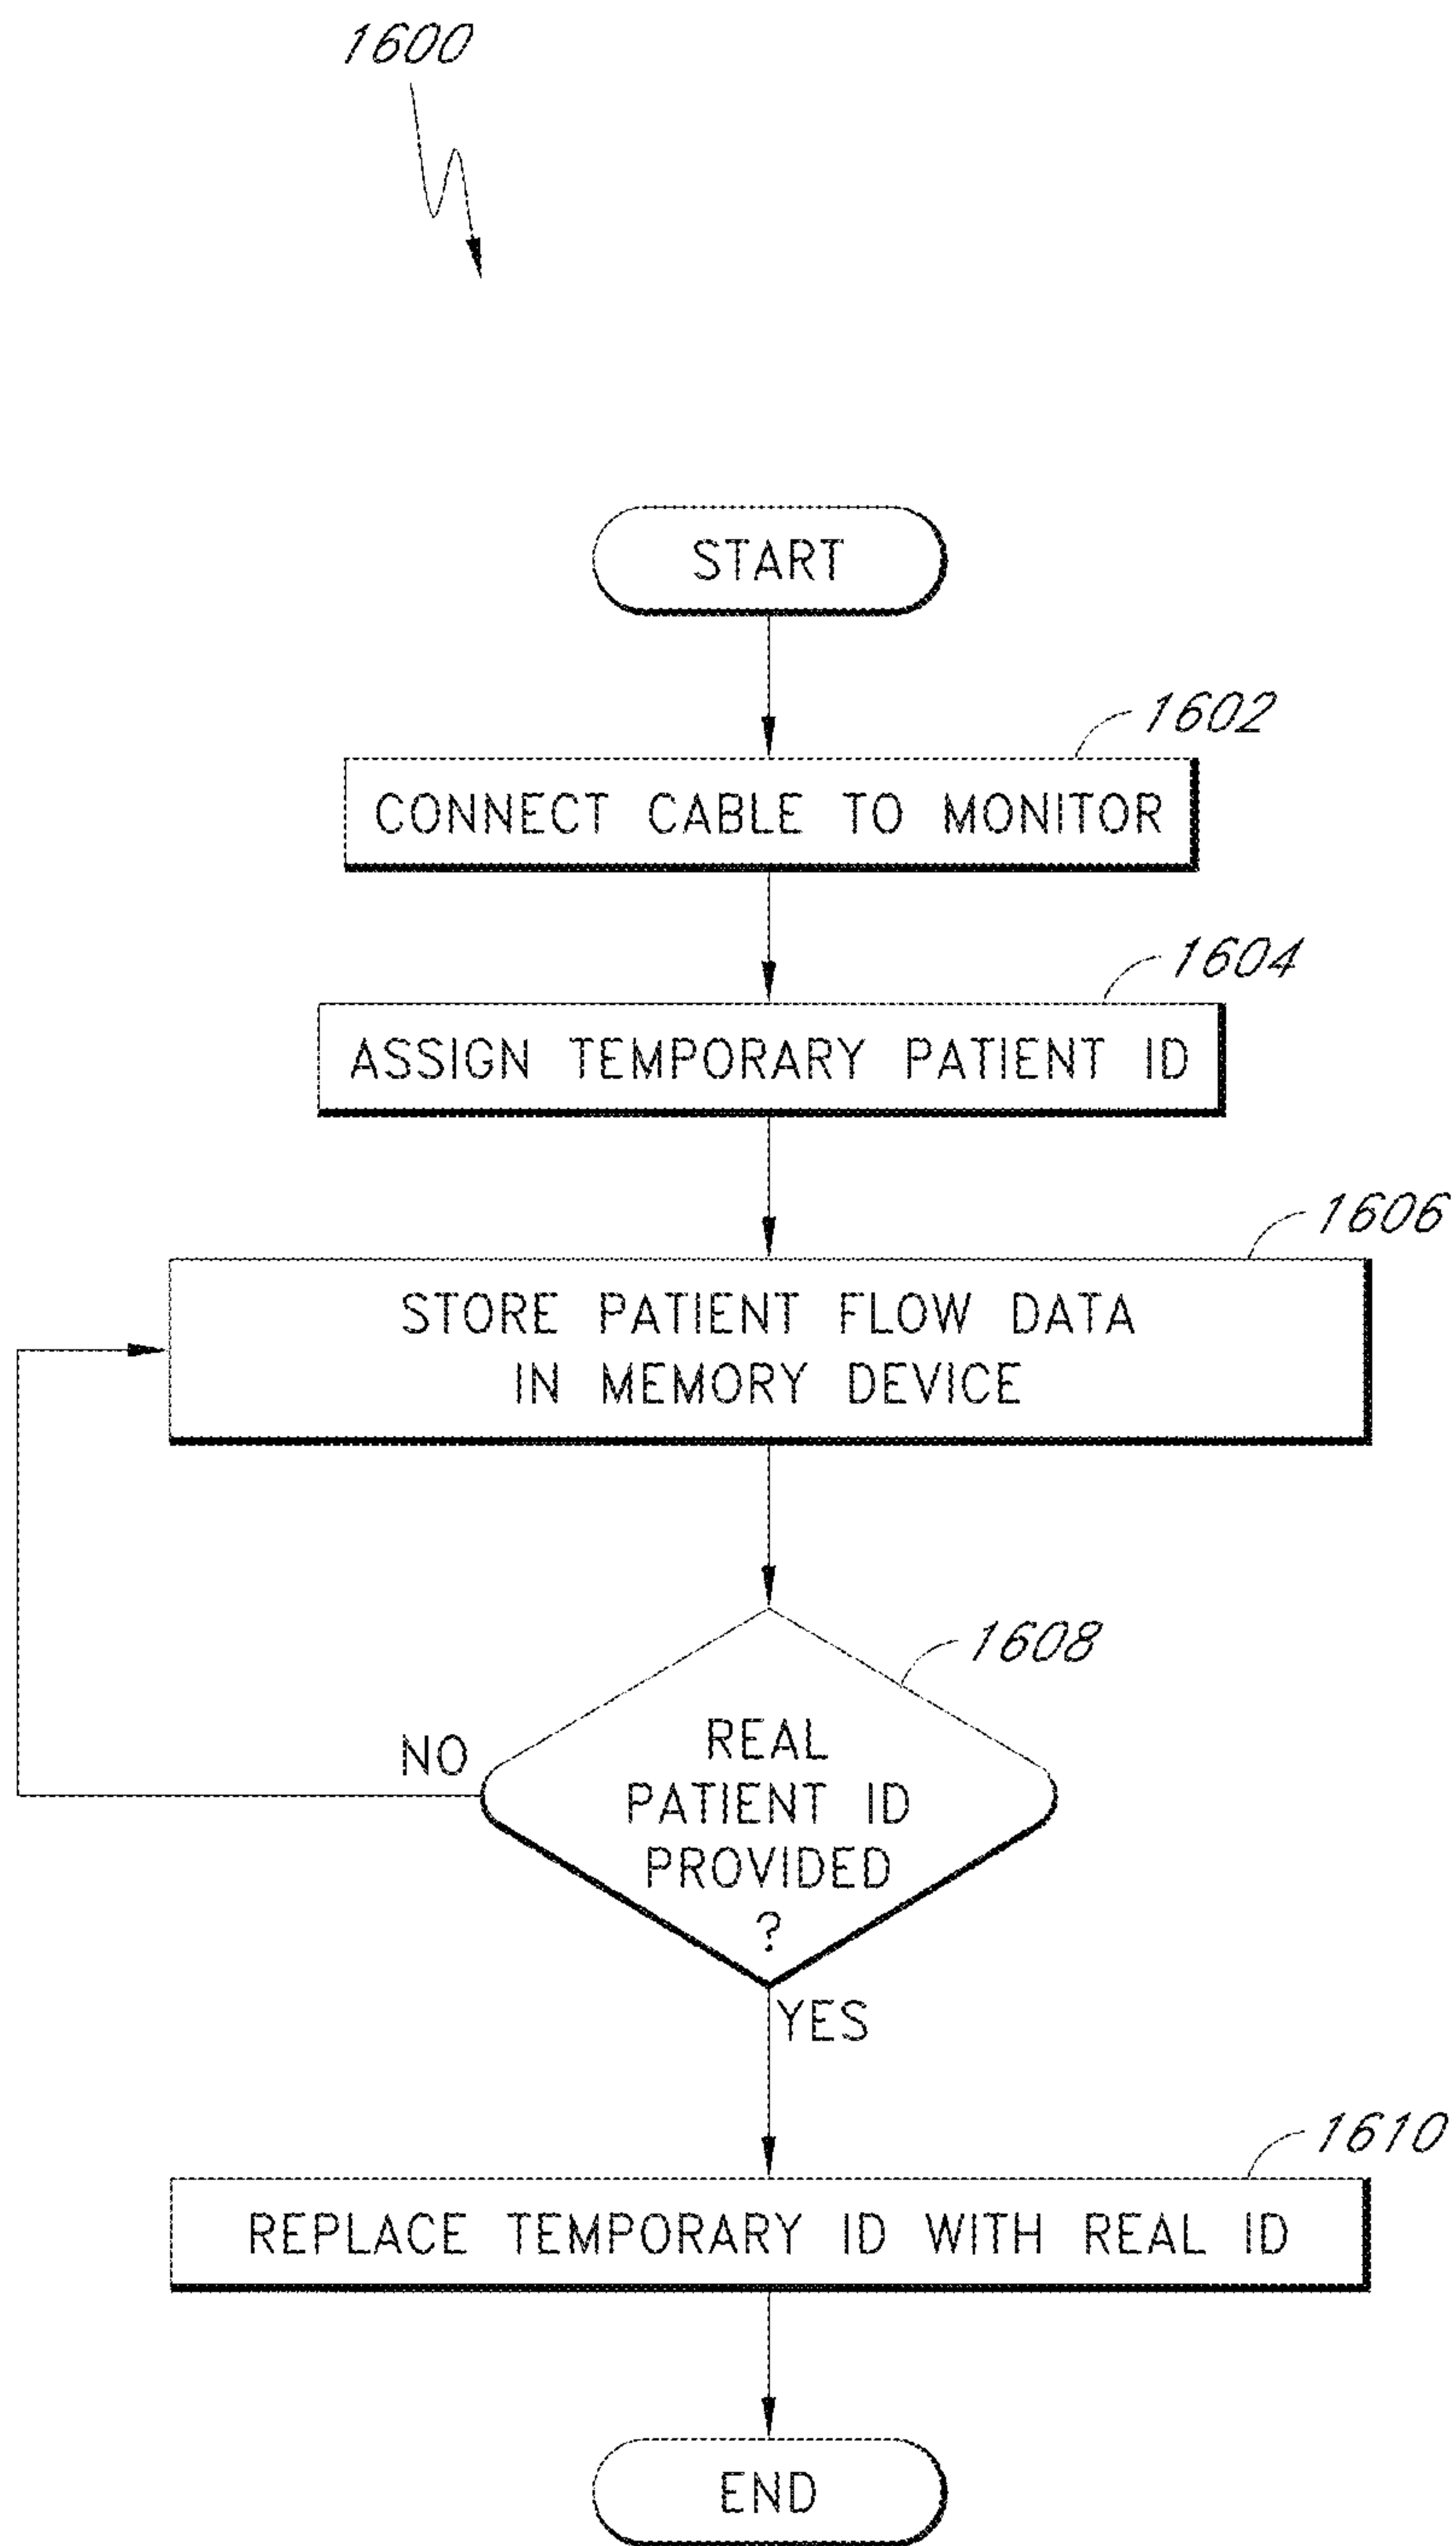 1600
START
1602
CONNECT CABLE TO MONITOR
1604
ASSIGN TEMPORARY PATIENT ID
1606
STORE PATIENT FLOW DATA
IN MEMORY DEVICE
1608
REAL
PATIENT ID
PROVIDED
?
NO
YES
1610
REPLACE TEMPORARY ID WITH REAL ID
END